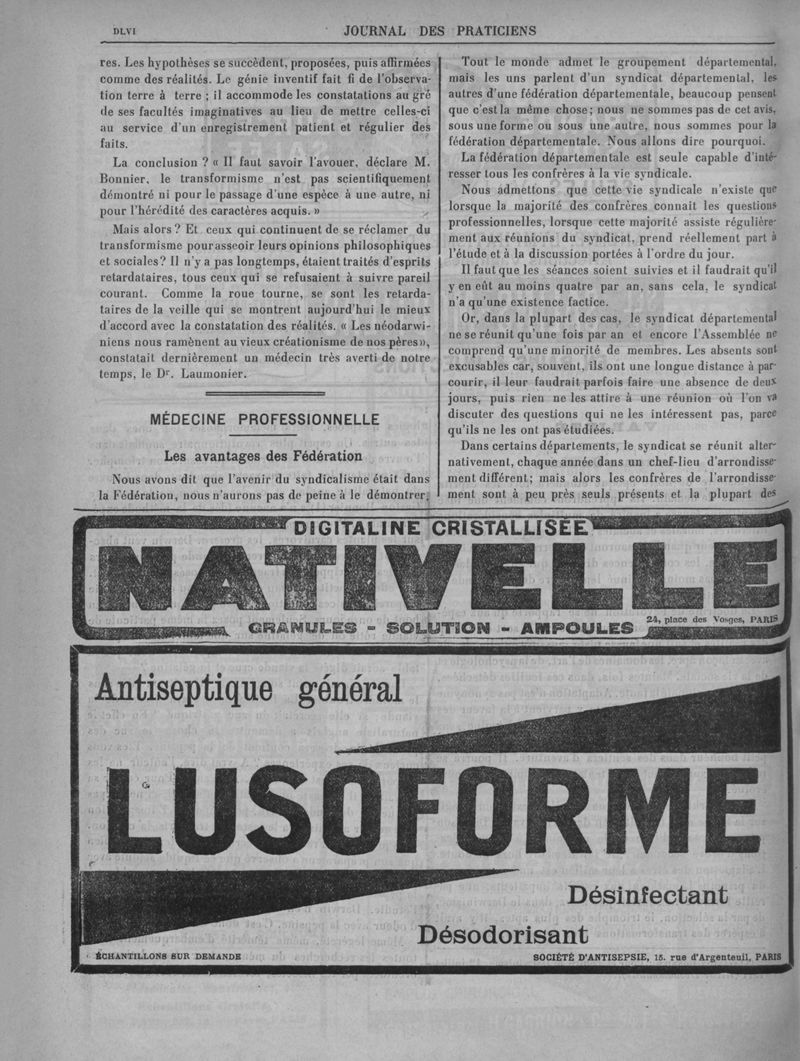 DLVI
JOURNAL DES PRATICIENS
res. Les hypothèses se succèdent, proposées, puis affirmées
comme des réalités. Le génie inventif fait fi de l'observa-
tion terre à terre ; il accommode les constatations au gré
de ses facultés imaginatives au lieu de mettre celles-ci
au service d'un enregistrement patient et régulier des
faits.
La conclusion ? « Il faut savoir l'avouer, déclare M.
Bonnier, le transformisme n'est pas scientifiquement
démontré ni pour le passage d'une espèce à une autre, ni
pour l'hérédité des caractères acquis. »
Mais alors ? Et ceux qui continuent de se réclamer du
transformisme pour asseoir leurs opinions philosophiques
et sociales ? Il n'y a pas longtemps, étaient traités d'esprits
retardataires, tous ceux qui se refusaient à suivre pareil
courant. Comme la roue tourne, se sont les retarda-
taires de la veille qui se montrent aujourd'hui le mieux
d'accord avec la constatation des réalités. « Les néodarwi-
niens nous ramènent au vieux créationisme de nos pères »,
constatait dernièrement un médecin très averti de notre
temps, le Dr. Laumonier.
MÉDECINE PROFESSIONNELLE
Les avantages des Fédération
Nous avons dit que l'avenir du syndicalisme était dans
la Fédération, nous n'aurons pas de peine à le démontrer.
Tout le monde admet le groupement départemental,
mais les uns parlent d'un syndicat départemental, les
autres d'une fédération départementale, beaucoup pensent
que c'est la même chose ; nous ne sommes pas de cet avis,
sous une forme ou sous une autre, nous sommes pour la
fédération départementale. Nous allons dire pourquoi.
La fédération départementale est seule capable d'inté-
resser tous les confrères à la vie syndicale.
Nous admettons que cette vie syndicale n'existe que
lorsque la majorité des confrères connait les questions
professionnelles, lorsque cette majorité assiste régulière-
ment aux réunions du syndicat, prend réellement part à
l'étude et à la discussion portées à l'ordre du jour.
Il faut que les séances soient suivies et il faudrait qu'il
y en eût au moins quatre par an, sans cela, le syndicat
n'a qu'une existence factice.
Or, dans la plupart des cas, le syndicat départemental
ne se réunit qu'une fois par an et encore l'Assemblée ne
comprend qu'une minorité de membres. Les absents sont
excusables car, souvent, ils ont une longue distance à par-
courir, il leur faudrait parfois faire une absence de deux
jours, puis rien ne les attire à une réunion où l'on va
discuter des questions qui ne les intéressent pas, parce
qu'ils ne les ont pas étudiées.
Dans certains départements, le syndicat se réunit alter-
nativement, chaque année dans un chef-lieu d'arrondisse-
ment différent ; mais alors les confrères de l'arrondisse-
ment sont à peu près seuls présents et la plupart des
DIGITALINE CRISTALLISÉE
NATIVELLE
GRANULES - SOLUTION - AMPOULES
24, place des Vosges, PARIS
Antiseptique général
LUSOFORME
Désinfectant
Désodorisant
ÉCHANTILLONS SUR DEMANDE
SOCIÉTÉ D'ANTISEPSIE, 15, rue d'Argenteuil, PARIS